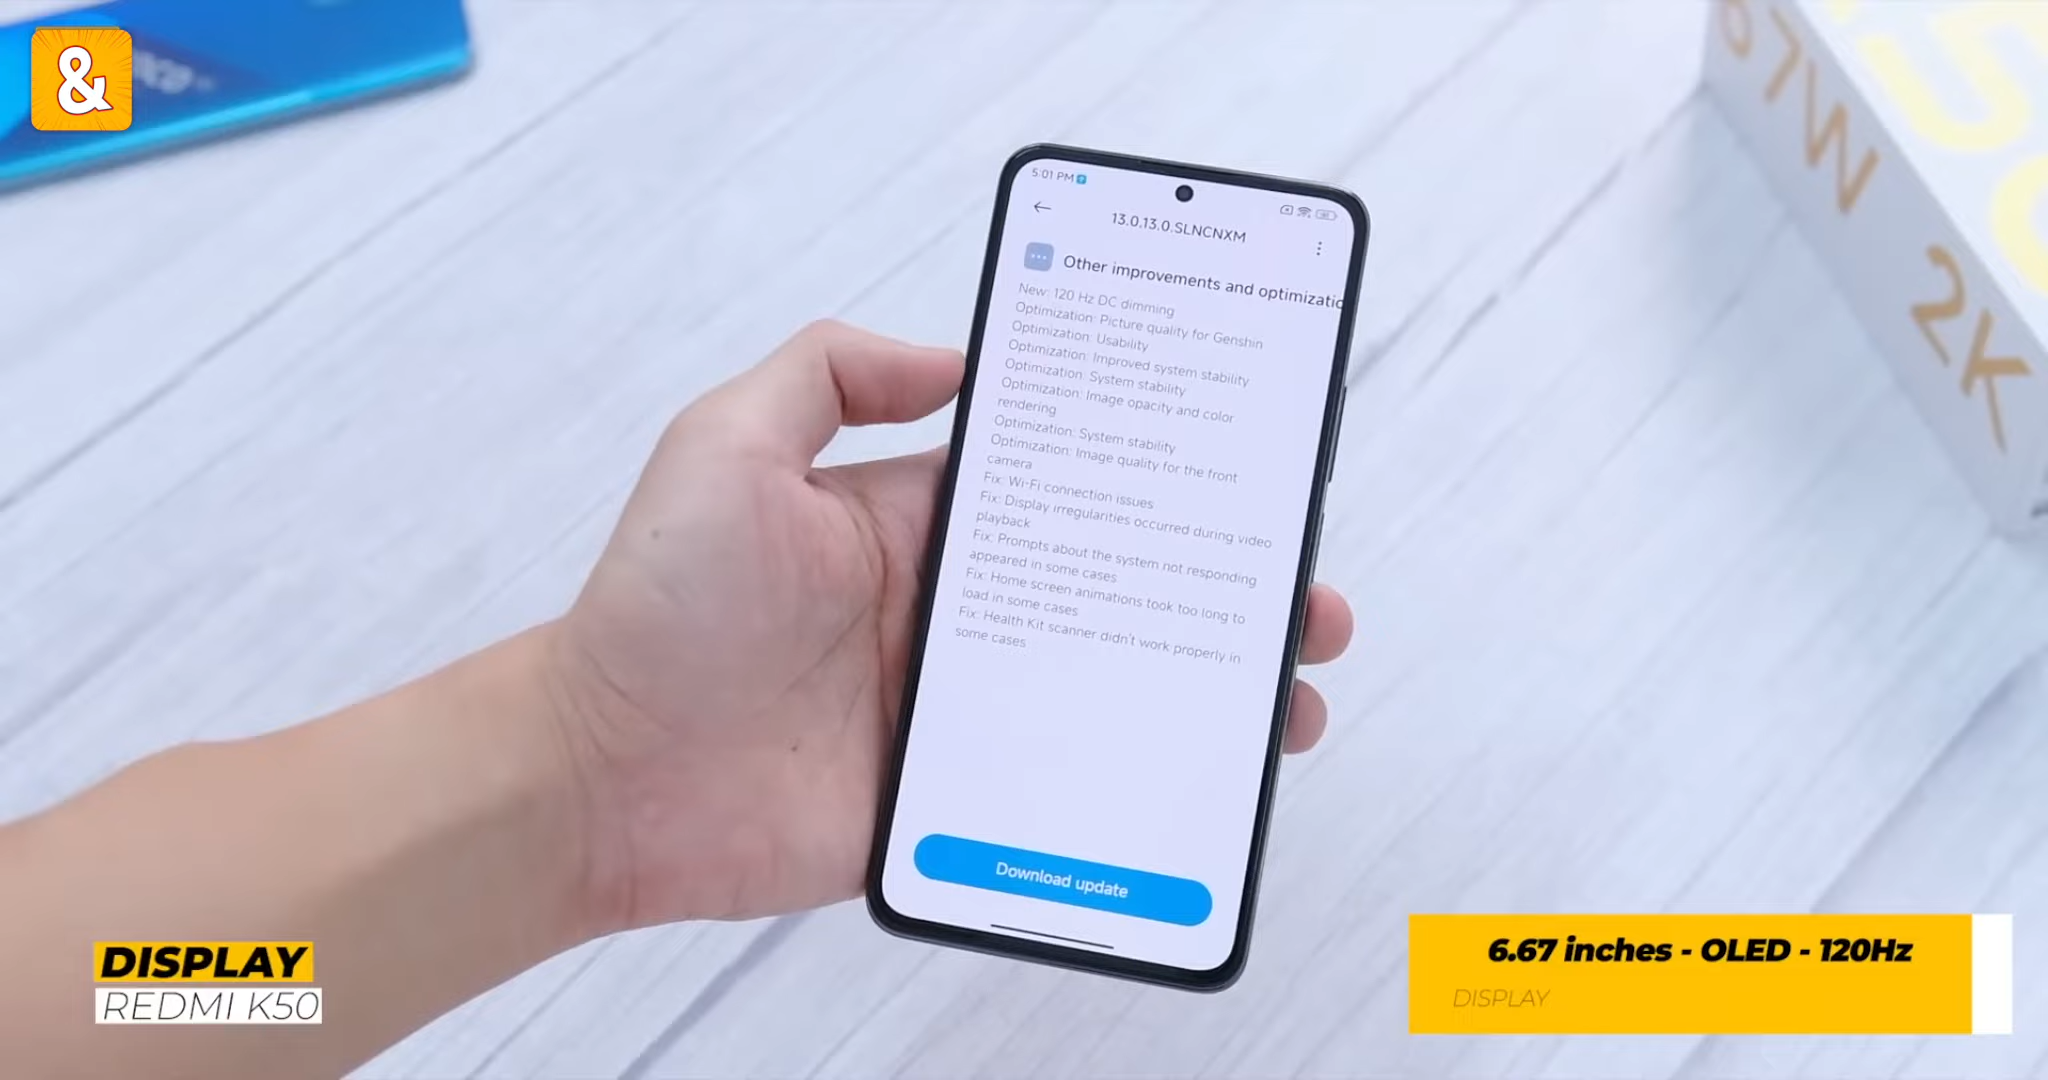 &
67W
2K
5:01 PM
13.0.13.0.SLNCNXM
Other improvements and optimizatio
New: 120 Hz DC dimming
Optimization: Picture quality for Genshin
Optimization: Usability
Optimization: Improved system stability
Optimization: System stability
Optimization: Image opacity and color
rendering
Optimization: System stability
Optimization: Image quality for the front
camera
Fix: Wi-Fi connection issues
Fix: Display irregularities occurred during video
playback
Fix: Prompts about the system not responding
appeared in some cases
Fix: Home screen animations took too long to
load in some cases
Fix: Health Kit scanner didn't work properly in
some cases
Download update
DISPLAY
REDMI K50
6.67 inches - OLED - 120Hz
DISPLAY